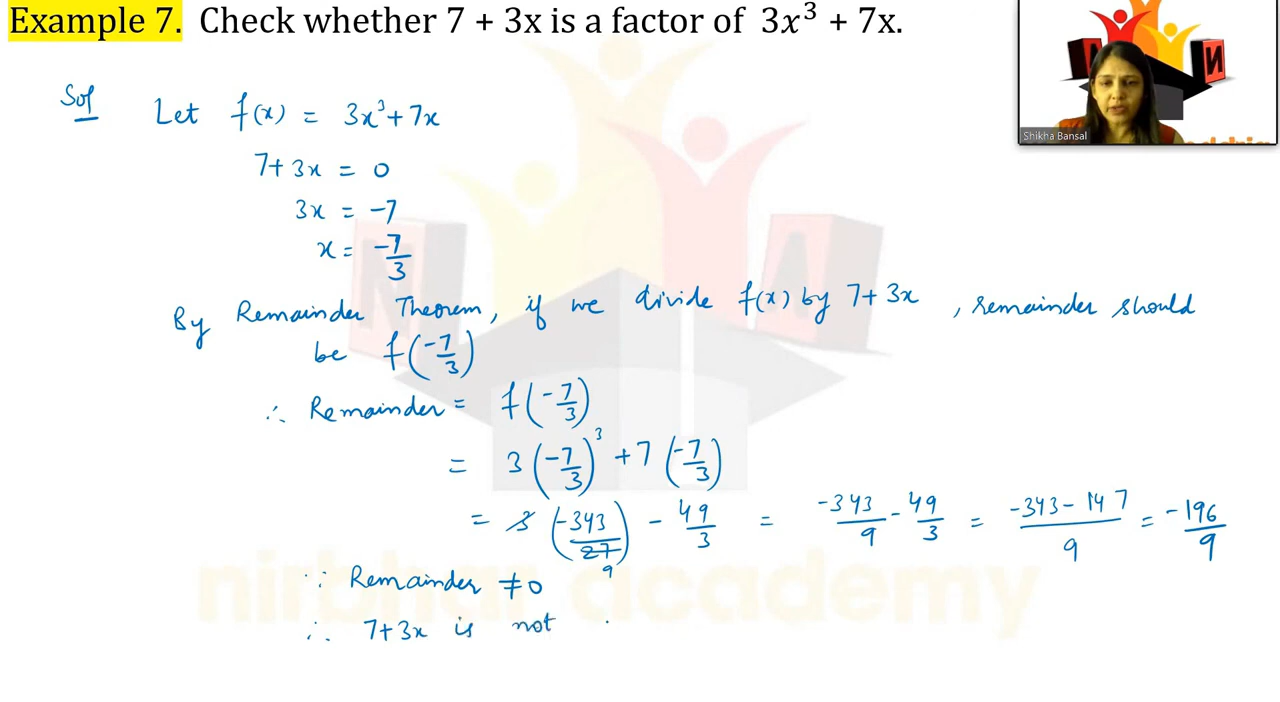 Example 7. Check whether 7 + 3x is a factor of 3x³ + 7x.
Shikha Bansal
Sol Let f(x) = 3x³ + 7x
7 + 3x = 0
3x = -7
x = -7/3
By Remainder Theorem, if we divide f(x) by 7 + 3x, remainder should
be f(-7/3)
∴ Remainder = f(-7/3)
= 3(-7/3)³ + 7(-7/3)
= 3(-343/27) - 49/3 = -343/9 - 49/3 = -343 - 147/9 = -196/9
9
∵ Remainder ≠ 0
∴ 7 + 3x is not
nirbhar academy